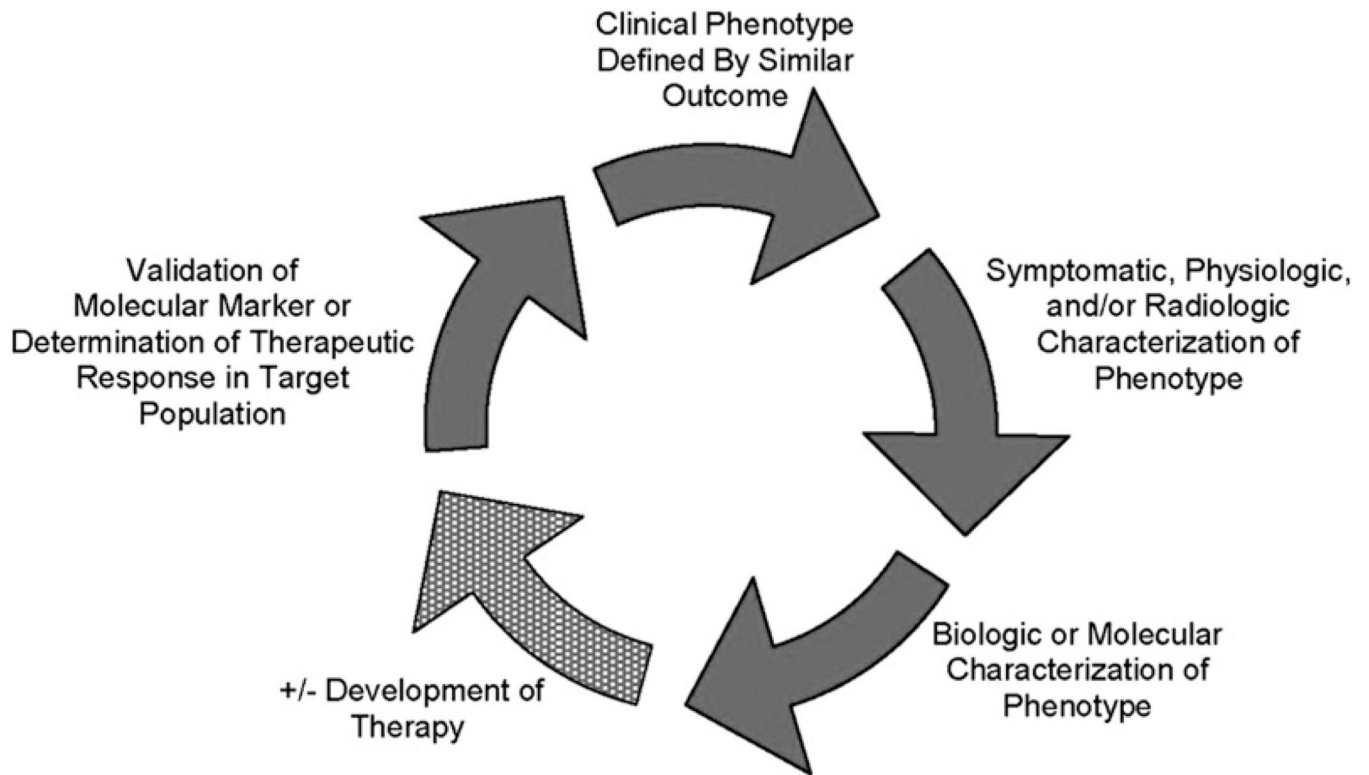 Clinical Phenotype
Defined By Similar
Outcome
Symptomatic, Physiologic,
and/or Radiologic
Characterization of
Phenotype
Biologic or Molecular
Characterization of
Phenotype
+/- Development of
Therapy
Validation of
Molecular Marker or
Determination of Therapeutic
Response in Target
Population